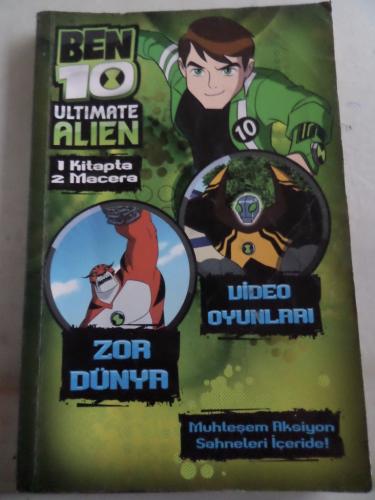 BEN
10
ULTIMATE
ALIEN
1 Kitapta
2 Macera
10
ViDEO
OYUNLARI
ZOR
DÜNYA
Muhteşem Aksiyon
Sahneleri İçeride!